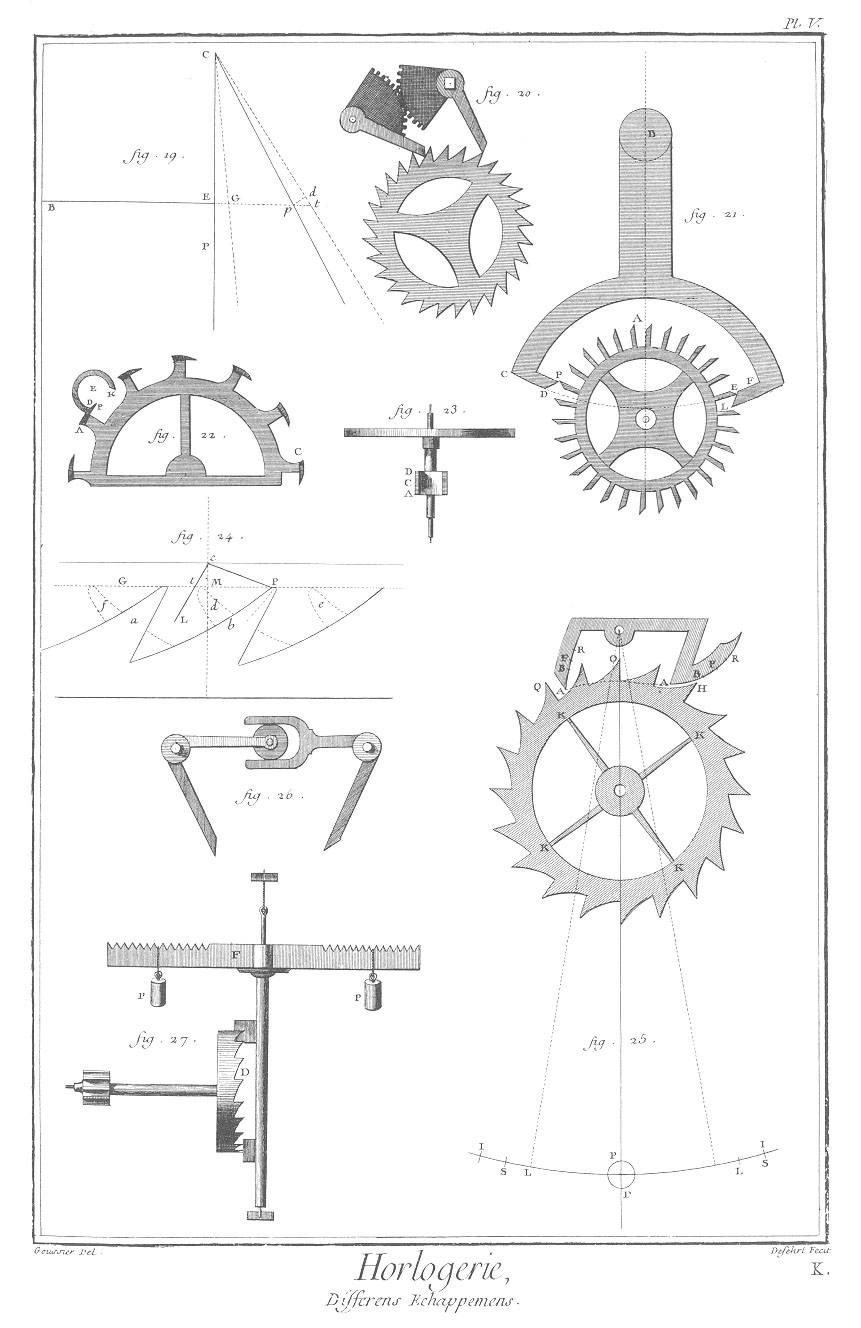 Pl. V.
C
fig. 19.
B
E
G
p
d
t
P
fig. 20.
B
fig. 21.
A
C
P
D
E
F
L
D
E
K
D
P
A
fig. 22.
C
fig. 23.
D
C
A
fig. 24.
c
G
t
M
P
f
a
d
b
e
L
F
R
B
O
B
P
R
Q
A
A
H
K
K
K
K
fig. 25.
I
S
L
P
P
L
I
S
fig. 26.
F
P
P
fig. 27.
D
Goussier Del.
Defehrt Fecit
Horlogerie,
K.
Differens Echappemens.